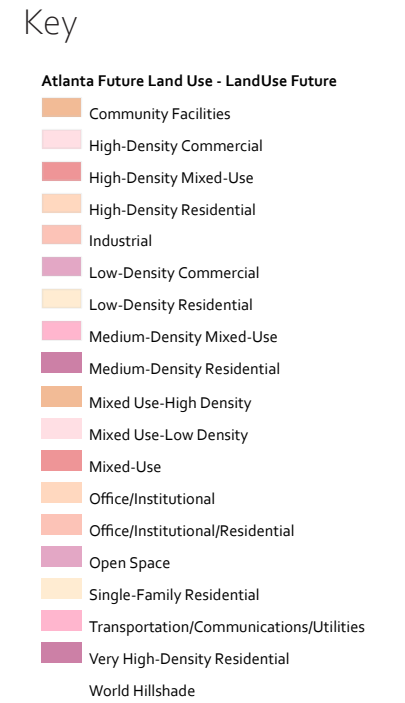 Key
Atlanta Future Land Use - LandUse Future
Community Facilities
High-Density Commercial
High-Density Mixed-Use
High-Density Residential
Industrial
Low-Density Commercial
Low-Density Residential
Medium-Density Mixed-Use
Medium-Density Residential
Mixed Use-High Density
Mixed Use-Low Density
Mixed-Use
Office/Institutional
Office/Institutional/Residential
Open Space
Single-Family Residential
Transportation/Communications/Utilities
Very High-Density Residential
World Hillshade